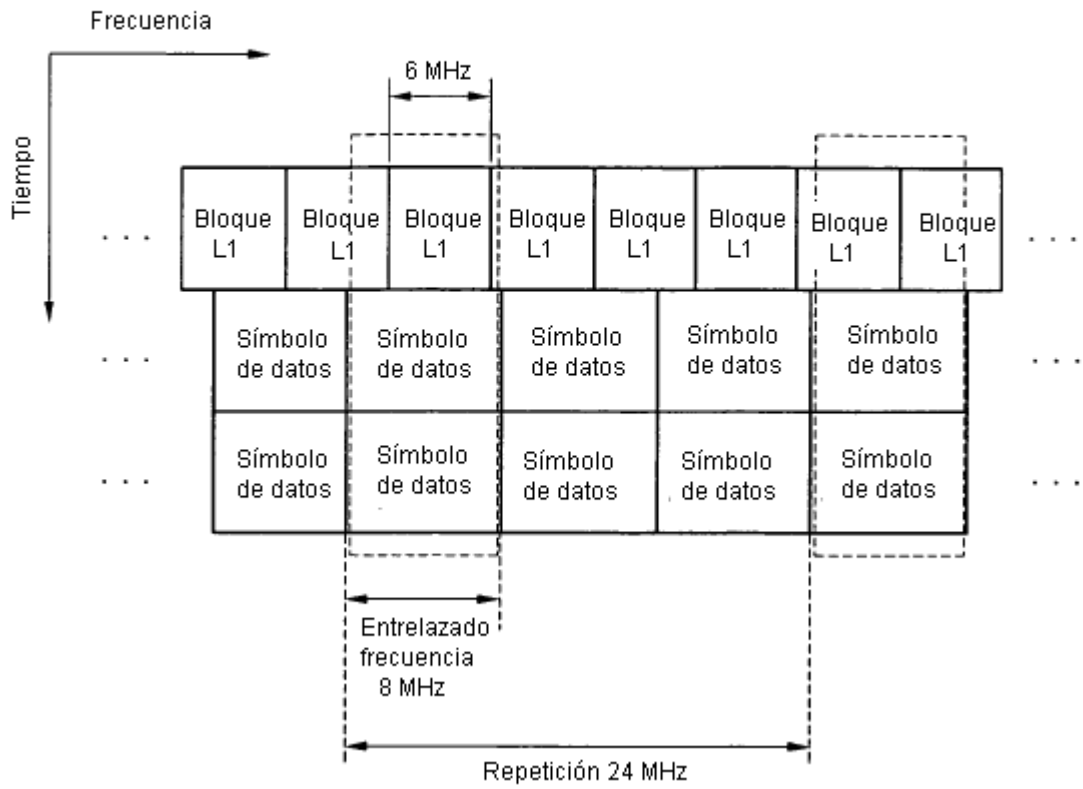 Frecuencia
6 MHz
Tiempo
Bloque L1
Bloque L1
Bloque L1
Bloque L1
Bloque L1
Bloque L1
Bloque L1
Bloque L1
. . .
. . .
Símbolo de datos
Símbolo de datos
Símbolo de datos
Símbolo de datos
Símbolo de datos
. . .
. . .
Símbolo de datos
Símbolo de datos
Símbolo de datos
Símbolo de datos
Símbolo de datos
. . .
. . .
Entrelazado
frecuencia
8 MHz
Repetición 24 MHz